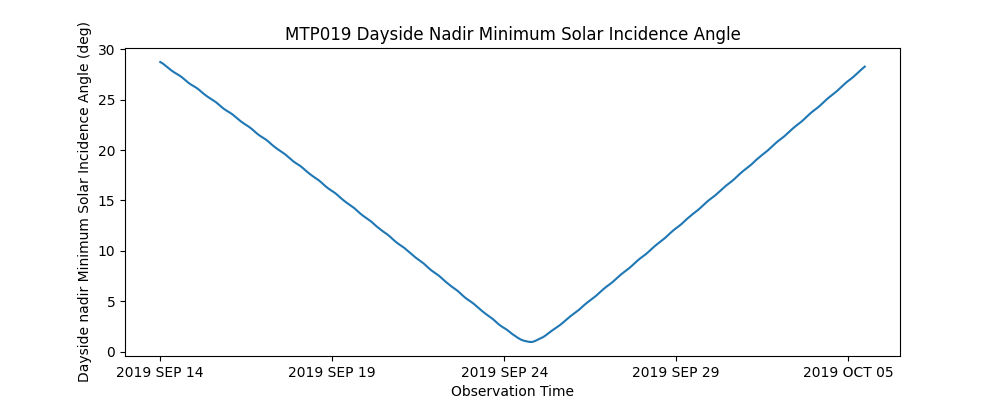 MTP019 Dayside Nadir Minimum Solar Incidence Angle
Dayside nadir Minimum Solar Incidence Angle (deg)
30
25
20
15
10
5
0
2019 SEP 14
2019 SEP 19
2019 SEP 24
2019 SEP 29
2019 OCT 05
Observation Time